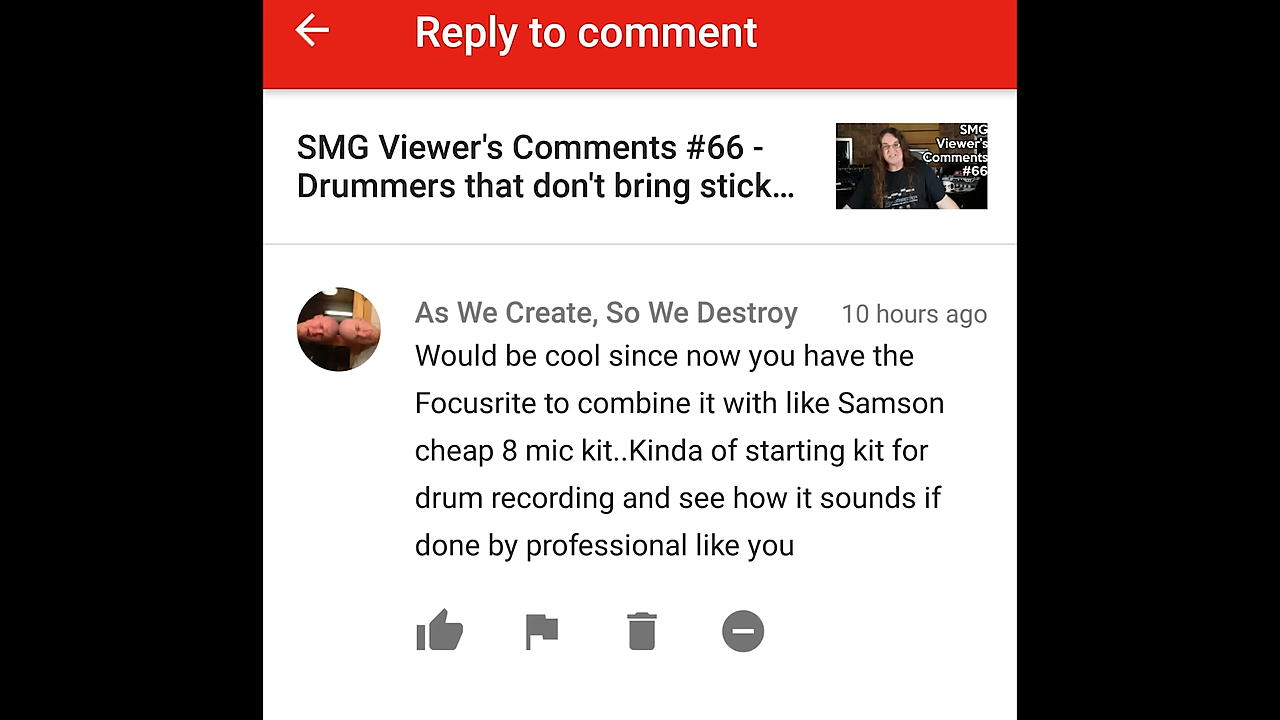 Reply to comment
SMG Viewer's Comments #66 -
Drummers that don't bring stick...
SMG
Viewer's
Comments
#66
As We Create, So We Destroy
10 hours ago
Would be cool since now you have the
Focusrite to combine it with like Samson
cheap 8 mic kit..Kinda of starting kit for
drum recording and see how it sounds if
done by professional like you